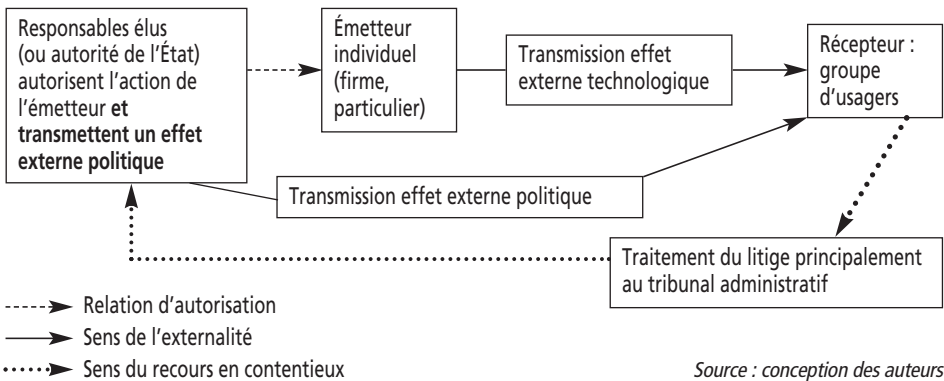 Responsables élus
(ou autorité de l'État)
autorisent l'action de
l'émetteur et
transmettent un effet
externe politique
Émetteur
individuel
(firme,
particulier)
Transmission effet
externe technologique
Récepteur :
groupe
d'usagers
Transmission effet externe politique
Traitement du litige principalement
au tribunal administratif
Relation d'autorisation
Sens de l'externalité
Sens du recours en contentieux
Source : conception des auteurs